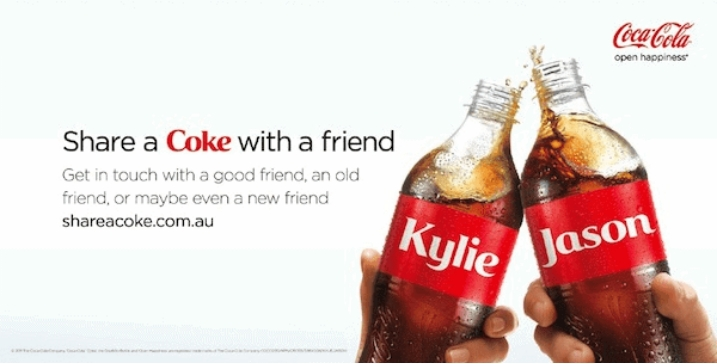 Coca-Cola
open happiness*
Share a Coke with a friend
Get in touch with a good friend, an old
friend, or maybe even a new friend
shareacoke.com.au
Kylie
Jason